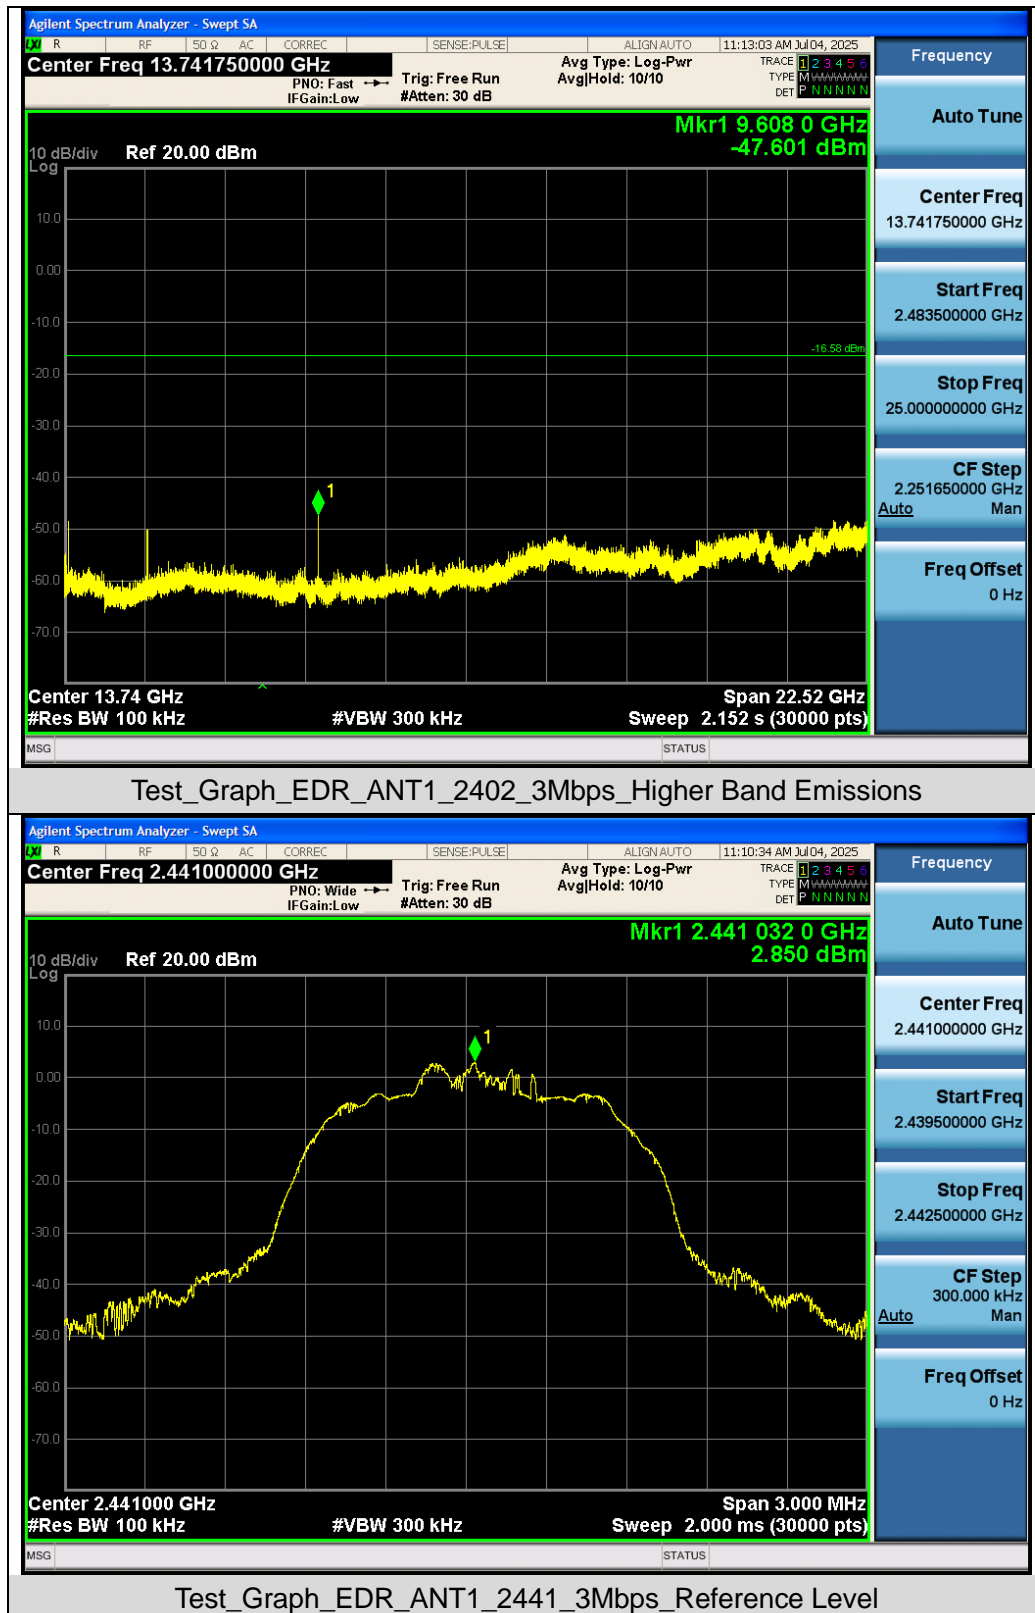 Agilent Spectrum Analyzer - Swept SA
LXI R RF 50 Ω AC CORREC SENSE:PULSE ALIGN AUTO 11:13:03 AM Jul 04, 2025
Center Freq 13.741750000 GHz
PNO: Fast
IFGain:Low
Trig: Free Run
#Atten: 30 dB
Avg Type: Log-Pwr
Avg|Hold: 10/10
TRACE 1 2 3 4 5 6
TYPE M
DET P N N N N N
Frequency
Mkr1 9.608 0 GHz
-47.601 dBm
10 dB/div
Log
Ref 20.00 dBm
10.0
0.00
-10.0
-16.58 dBm
-20.0
-30.0
-40.0
1
-50.0
-60.0
-70.0
Center 13.74 GHz
#Res BW 100 kHz
#VBW 300 kHz
Span 22.52 GHz
Sweep 2.152 s (30000 pts)
MSG
STATUS
Auto Tune
Center Freq
13.741750000 GHz
Start Freq
2.483500000 GHz
Stop Freq
25.000000000 GHz
CF Step
2.251650000 GHz
Auto Man
Freq Offset
0 Hz
Test_Graph_EDR_ANT1_2402_3Mbps_Higher Band Emissions
Agilent Spectrum Analyzer - Swept SA
LXI R RF 50 Ω AC CORREC SENSE:PULSE ALIGN AUTO 11:10:34 AM Jul 04, 2025
Center Freq 2.441000000 GHz
PNO: Wide
IFGain:Low
Trig: Free Run
#Atten: 30 dB
Avg Type: Log-Pwr
Avg|Hold: 10/10
TRACE 1 2 3 4 5 6
TYPE M
DET P N N N N N
Frequency
Mkr1 2.441 032 0 GHz
2.850 dBm
10 dB/div
Log
Ref 20.00 dBm
10.0
1
0.00
-10.0
-20.0
-30.0
-40.0
-50.0
-60.0
-70.0
Center 2.441000 GHz
#Res BW 100 kHz
#VBW 300 kHz
Span 3.000 MHz
Sweep 2.000 ms (30000 pts)
MSG
STATUS
Auto Tune
Center Freq
2.441000000 GHz
Start Freq
2.439500000 GHz
Stop Freq
2.442500000 GHz
CF Step
300.000 kHz
Auto Man
Freq Offset
0 Hz
Test_Graph_EDR_ANT1_2441_3Mbps_Reference Level